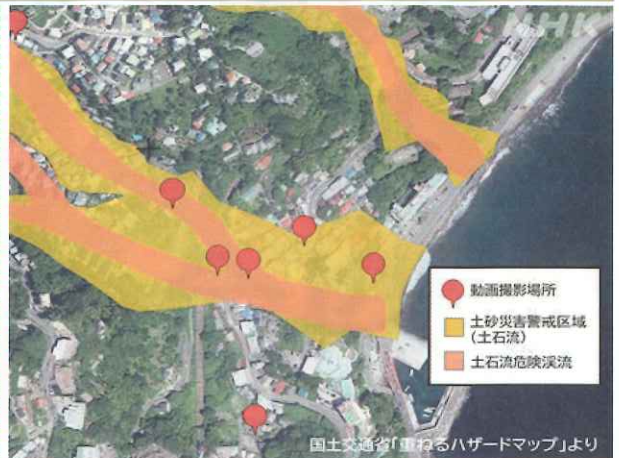 NHK
動画撮影場所
土砂災害警戒区域
(土石流)
土石流危険渓流
国土交通省「重ねるハザードマップ」より